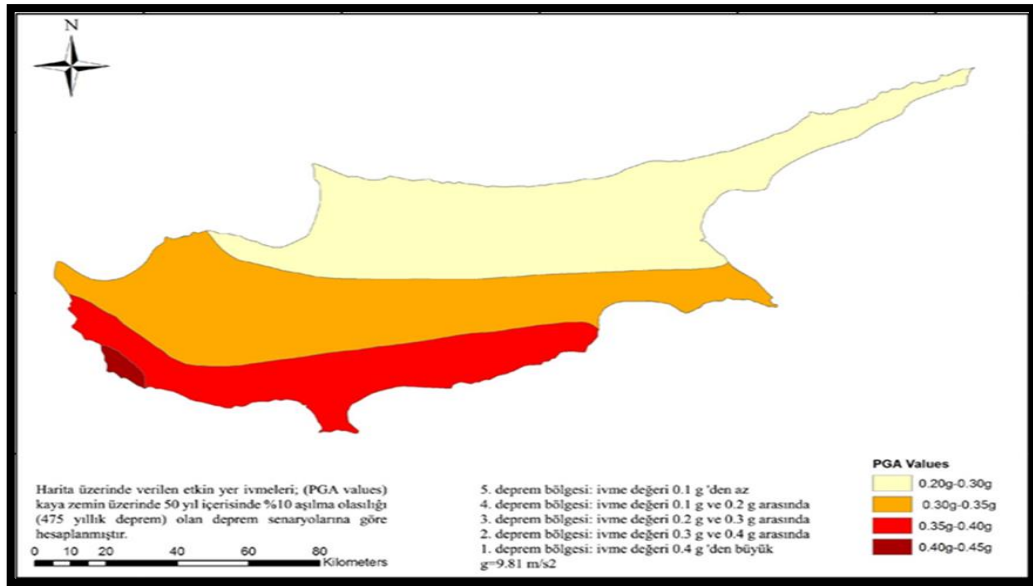 N
Harita üzerinde verilen etkin yer ivmeleri; (PGA values)
kaya zemin üzerinde 50 yıl içerisinde %10 aşılma olasılığı
(475 yıllık deprem) olan deprem senaryolarına göre
hesaplanmıştır.
0 10 20 40 60 80
Kilometers
5. deprem bölgesi: ivme değeri 0.1 g 'den az
4. deprem bölgesi: ivme değeri 0.1 g ve 0.2 g arasında
3. deprem bölgesi: ivme değeri 0.2 g ve 0.3 g arasında
2. deprem bölgesi: ivme değeri 0.3 g ve 0.4 g arasında
1. deprem bölgesi: ivme değeri 0.4 g 'den büyük
g=9.81 m/s2
PGA Values
0.20g-0.30g
0.30g-0.35g
0.35g-0.40g
0.40g-0.45g